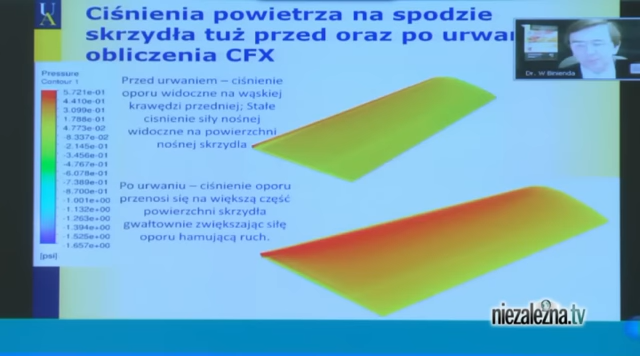 Ciśnienia powietrza na spodzie
skrzydła tuż przed oraz po urwan
obliczenia CFX
UA
Dr. W Binienda
Pressure
Contour 1
5.721e-01
4.410e-01
3.099e-01
1.788e-01
4.773e-02
-8.337e-02
-2.145e-01
-3.456e-01
-4.767e-01
-6.078e-01
-7.389e-01
-8.700e-01
-1.001e+00
-1.132e+00
-1.263e+00
-1.394e+00
-1.525e+00
-1.657e+00
[psi]
Przed urwaniem – ciśnienie
oporu widoczne na wąskiej
krawędzi przedniej; Stałe
cisnienie siły nośnej
widoczne na powierzchni
nośnej skrzydla
Po urwaniu – ciśnienie oporu
przenosi się na większą część
powierzchni skrzydła
gwałtownie zwiększając siłę
oporu hamującą ruch.
niezależna.tv